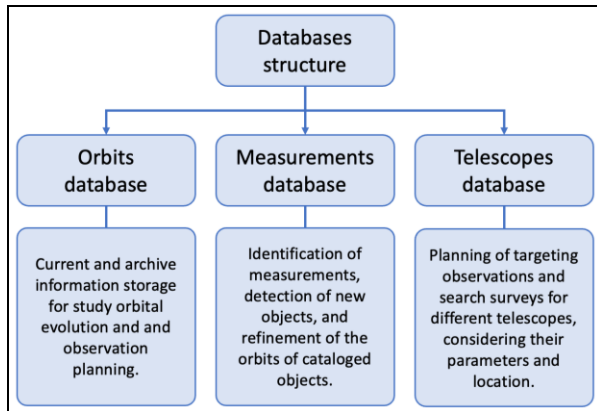 Databases
structure
Orbits
database
Measurements
database
Telescopes
database
Current and archive
information storage
for study orbital
evolution and and
observation
planning.
Identification of
measurements,
detection of new
objects, and
refinement of the
orbits of cataloged
objects.
Planning of targeting
observations and
search surveys for
different telescopes,
considering their
parameters and
location.